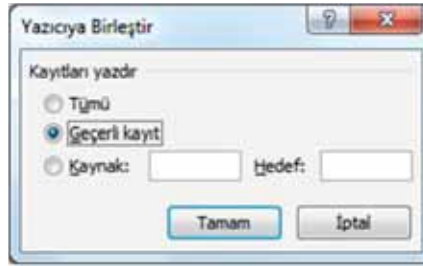 Yazıcıya Birleştir
Kayıtları yazdır
Tümü
Geçerli kayıt
Kaynak: Hedef:
Tamam İptal